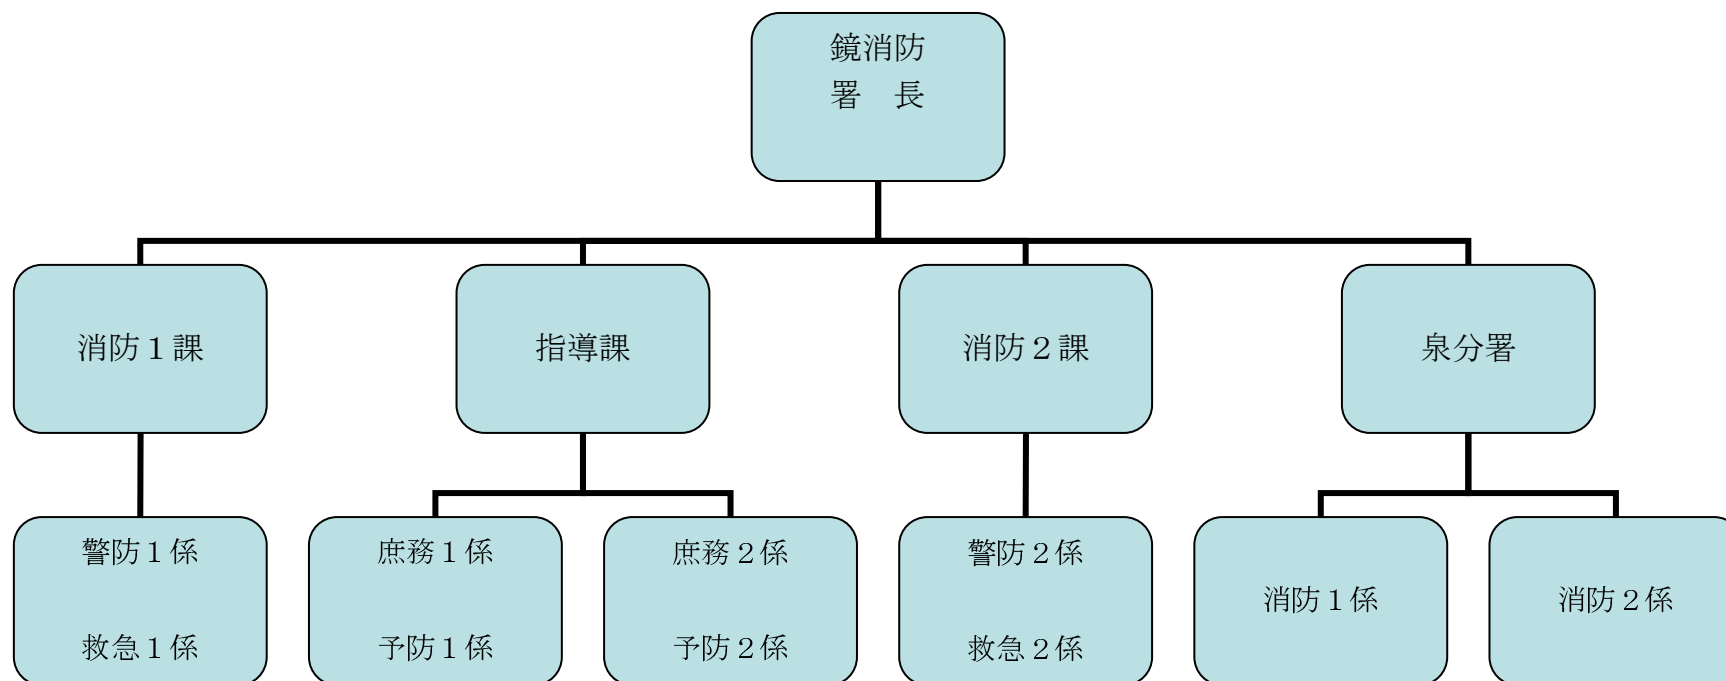 鏡消防
署　長
消防１課
指導課
消防２課
泉分署
警防１係
救急１係
庶務１係
予防１係
庶務２係
予防２係
警防２係
救急２係
消防１係
消防２係